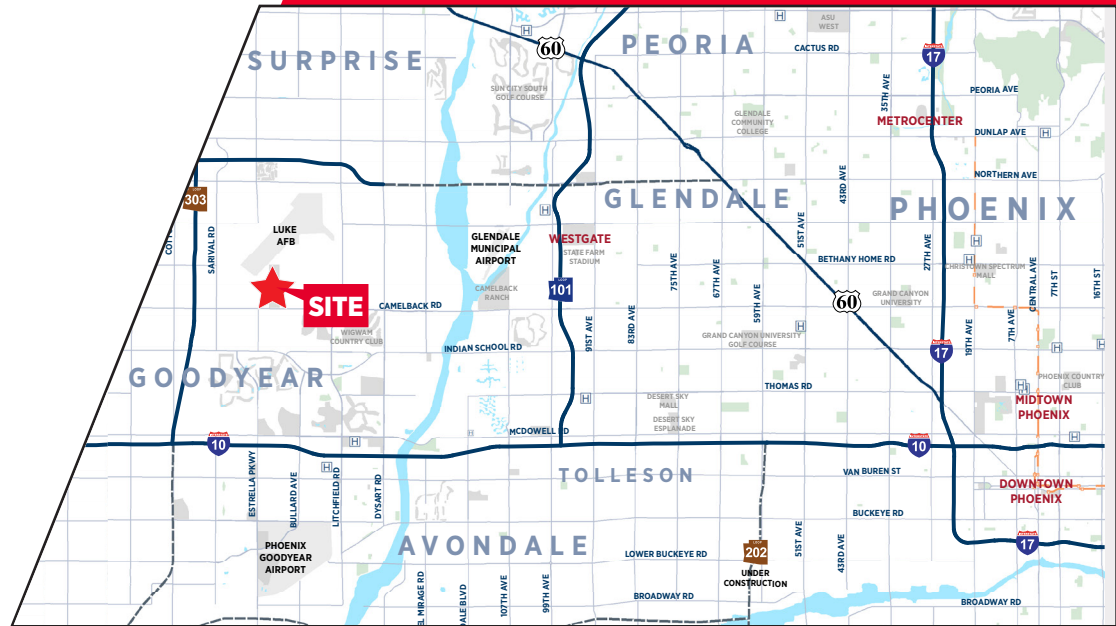 SURPRISE
PEORIA
60
ASU
WEST
CACTUS RD
17
35TH AVE
PEORIA AVE
SUN CITY SOUTH
GOLF COURSE
GLENDALE
COMMUNITY
COLLEGE
METROCENTER
DUNLAP AVE
NORTHERN AVE
43RD AVE
LOOP
303
GLENDALE
PHOENIX
LUKE
AFB
SARIVAL RD
GLENDALE
MUNICIPAL
AIRPORT
WESTGATE
STATE FARM
STADIUM
51ST AVE
27TH AVE
BETHANY HOME RD
75TH AVE
67TH AVE
59TH AVE
CHRISTOWN SPECTRUM
MALL
CENTRAL AVE
7TH ST
16TH ST
SITE
CAMELBACK RD
CAMELBACK
RANCH
LOOP
101
60
GRAND CANYON
UNIVERSITY
WIGWAM
COUNTRY CLUB
91ST AVE
83RD AVE
GRAND CANYON UNIVERSITY
GOLF COURSE
19TH AVE
7TH AVE
INDIAN SCHOOL RD
17
GOODYEAR
THOMAS RD
PHOENIX COUNTRY
CLUB
DESERT SKY
MALL
DESERT SKY
ESPLANADE
MIDTOWN
PHOENIX
MCDOWELL RD
10
10
TOLLESON
VAN BUREN ST
ESTRELLA PKWY
BULLARD AVE
LITCHFIELD RD
DYSART RD
DOWNTOWN
PHOENIX
BUCKEYE RD
PHOENIX
GOODYEAR
AIRPORT
AVONDALE
LOWER BUCKEYE RD
LOOP
202
UNDER
CONSTRUCTION
51ST AVE
43RD AVE
17
EL MIRAGE RD
DALE BLVD
107TH AVE
99TH AVE
BROADWAY RD
BROADWAY RD